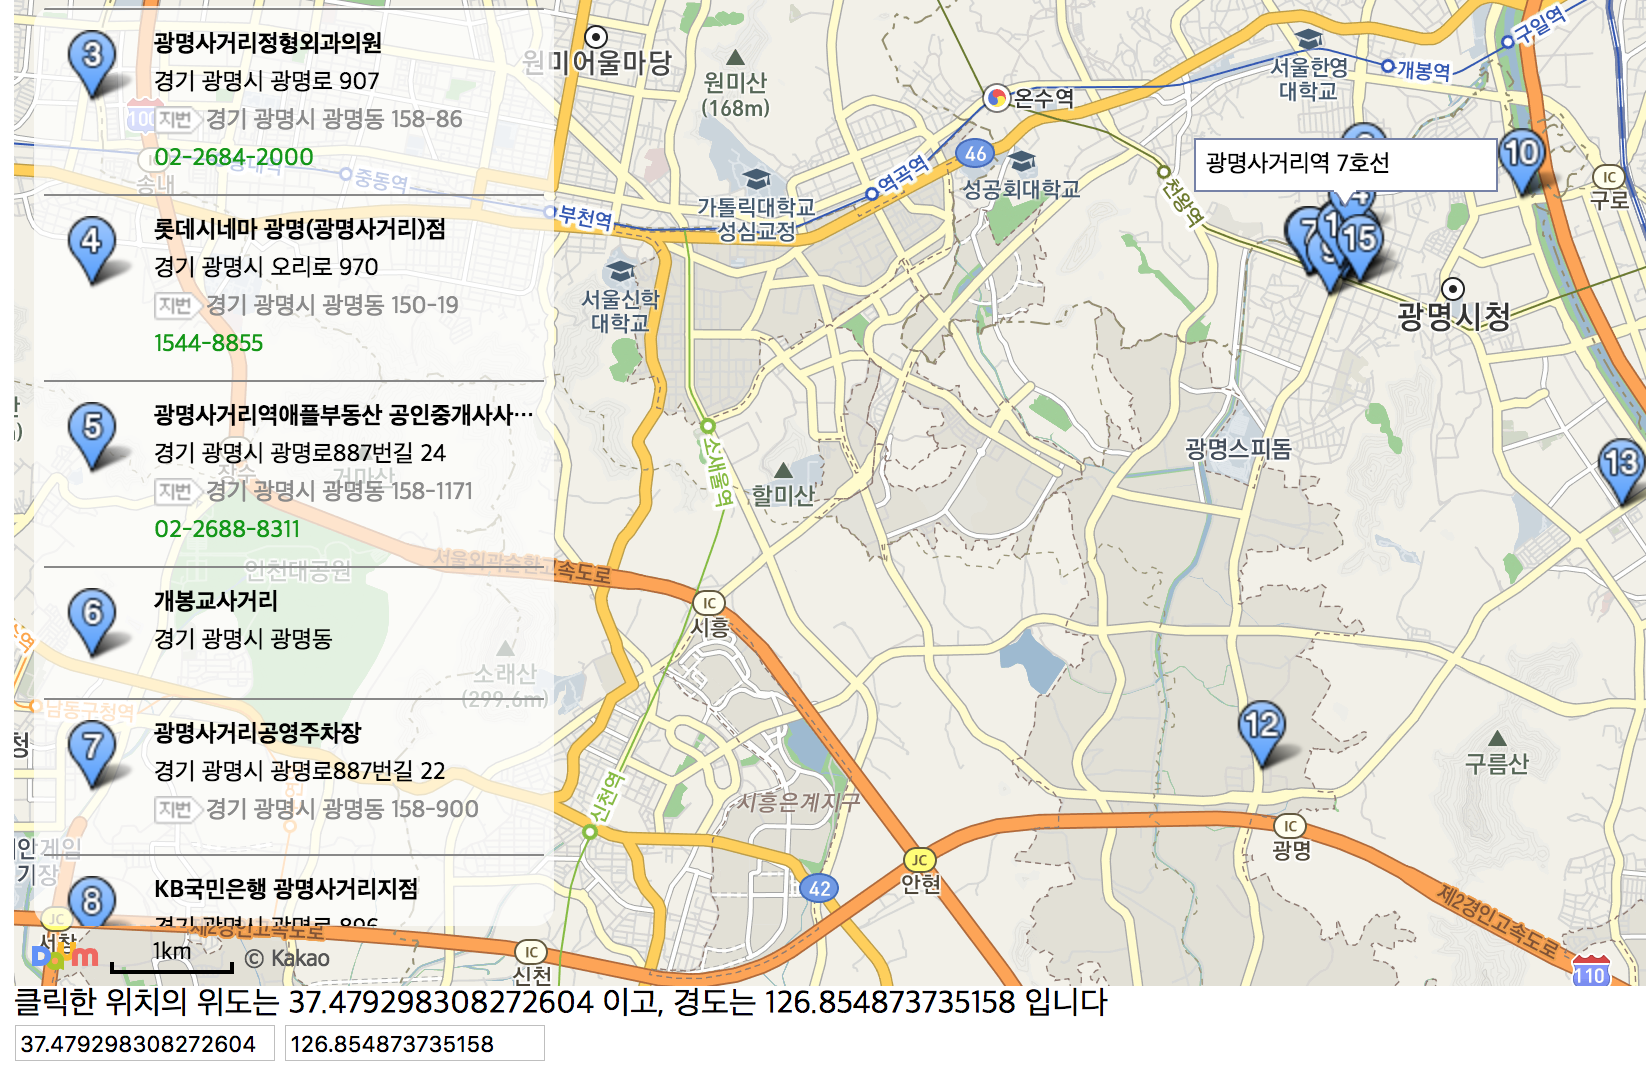 3
광명사거리정형외과의원
경기 광명시 광명로 907
지번 경기 광명시 광명동 158-86
02-2684-2000
4
롯데시네마 광명(광명사거리)점
경기 광명시 오리로 970
지번 경기 광명시 광명동 150-19
1544-8855
5
광명사거리역애플부동산 공인중개사사…
경기 광명시 광명로887번길 24
지번 경기 광명시 광명동 158-1171
02-2688-8311
6
개봉교사거리
경기 광명시 광명동
7
광명사거리공영주차장
경기 광명시 광명로887번길 22
지번 경기 광명시 광명동 158-900
8
KB국민은행 광명사거리지점
경기 광명시 광명로 896
원미어울마당
원미산
(168m)
온수역
서울한영
대학교
개봉역
구일역
46
역곡역
성공회대학교
천왕역
광명사거리역 7호선
10
IC
구로
7
15
광명시청
송내
중동역
부천역
가톨릭대학교
성심교정
서울신학
대학교
소새울역
할미산
광명스피돔
13
장수
거마산
인천대공원
서울외곽순환고속도로
IC
시흥
소래산
(299.6m)
남동구청역
12
구름산
신천역
시흥은계지구
IC
광명
JC
안현
42
제2경인고속도로
110
JC
서창
제2경인고속도로
IC
신천
Daum
1km
© Kakao
클릭한 위치의 위도는 37.479298308272604 이고, 경도는 126.854873735158 입니다
37.479298308272604
126.854873735158